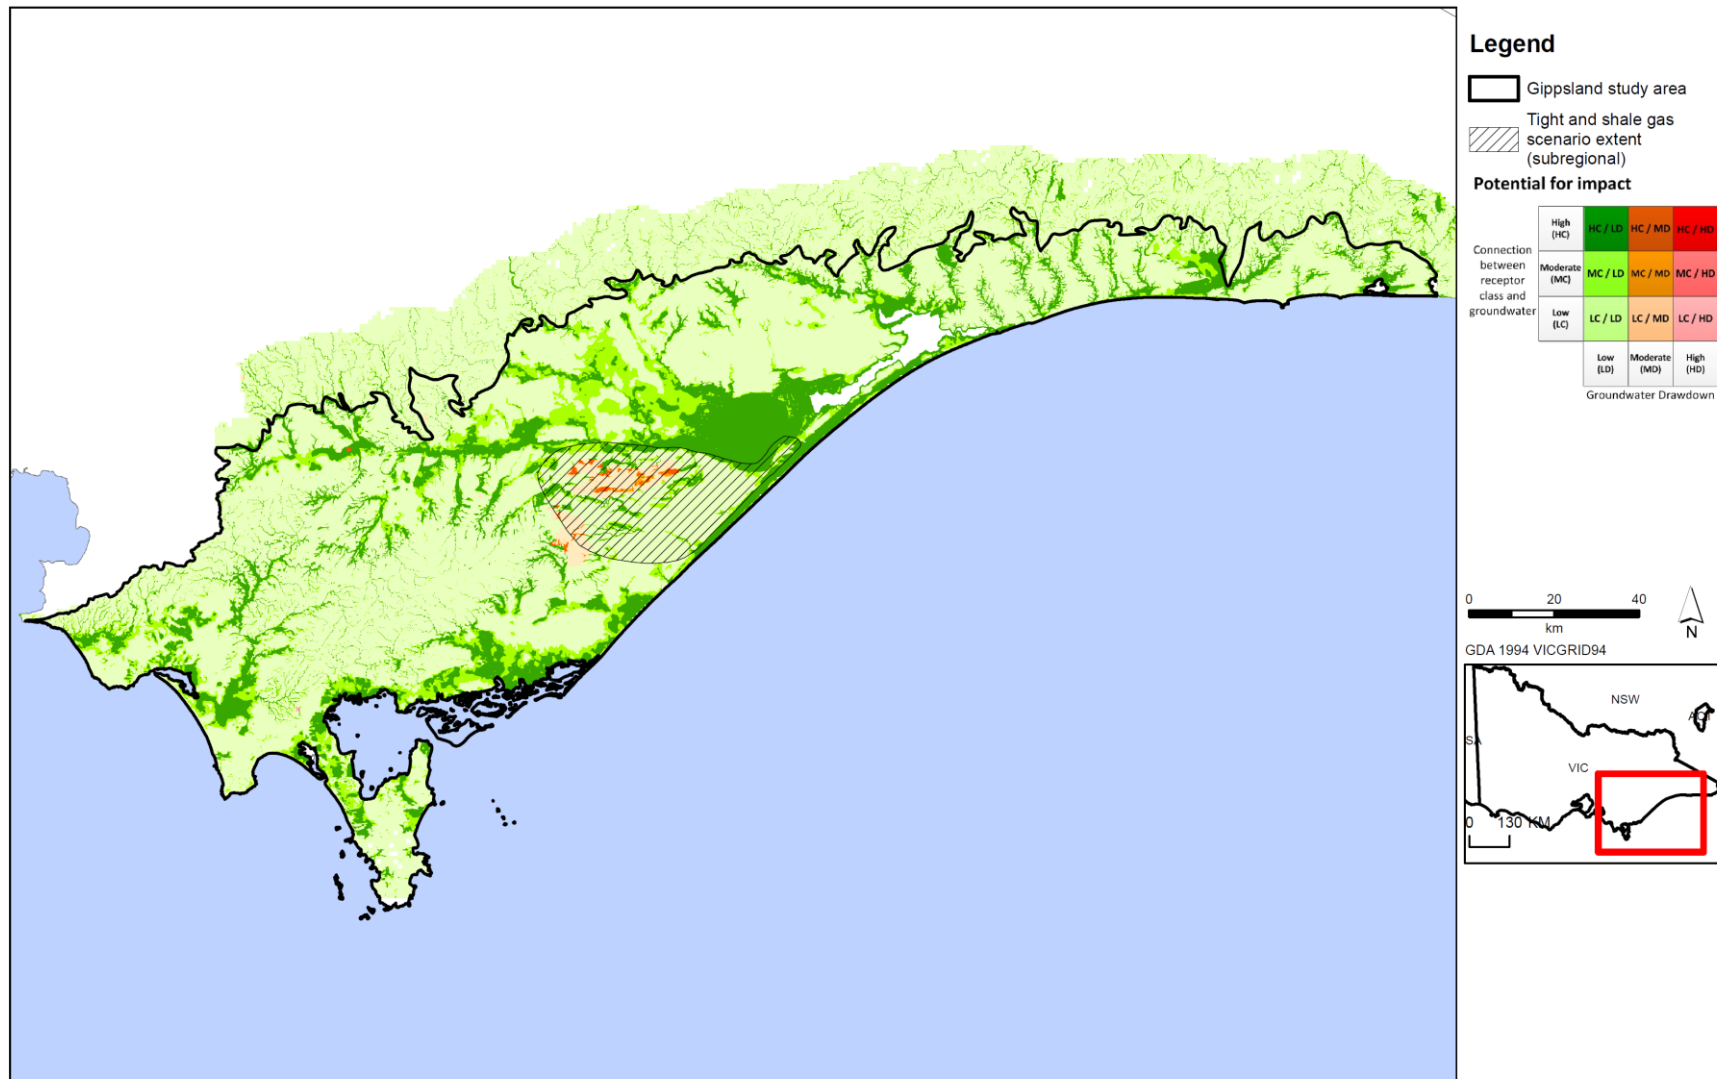 Legend
Gippsland study area
Tight and shale gas
scenario extent
(subregional)
Potential for impact
Connection
between
receptor
class and
groundwater
High
(HC)
HC / LD
HC / MD
HC / HD
Moderate
(MC)
MC / LD
MC / MD
MC / HD
Low
(LC)
LC / LD
LC / MD
LC / HD
Low
(LD)
Moderate
(MD)
High
(HD)
Groundwater Drawdown
0 20 40
km
N
GDA 1994 VICGRID94
NSW
ACT
SA
VIC
0 130 KM